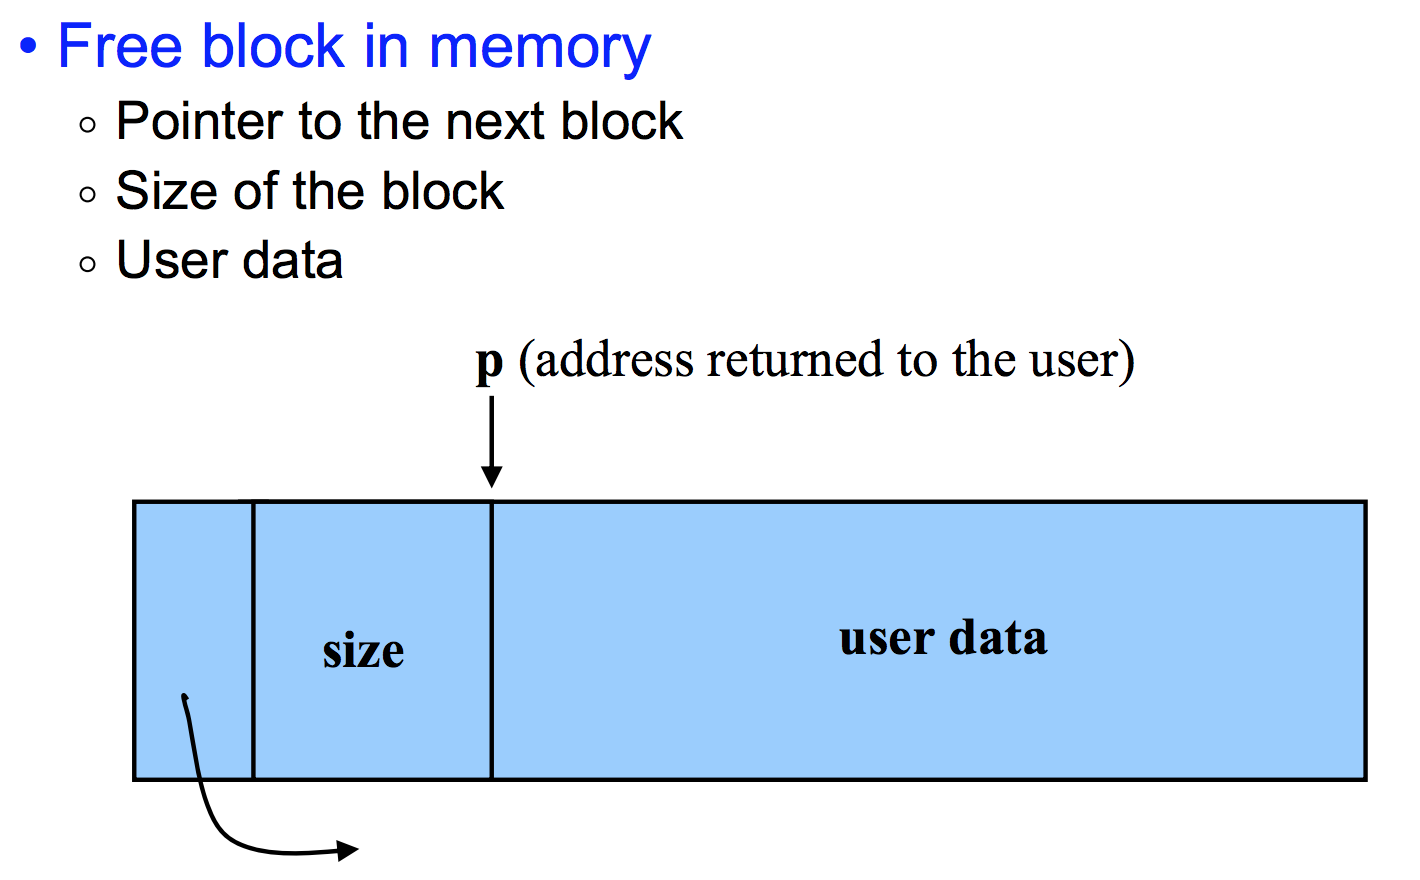 • Free block in memory
○ Pointer to the next block
○ Size of the block
○ User data
p (address returned to the user)
size
user data